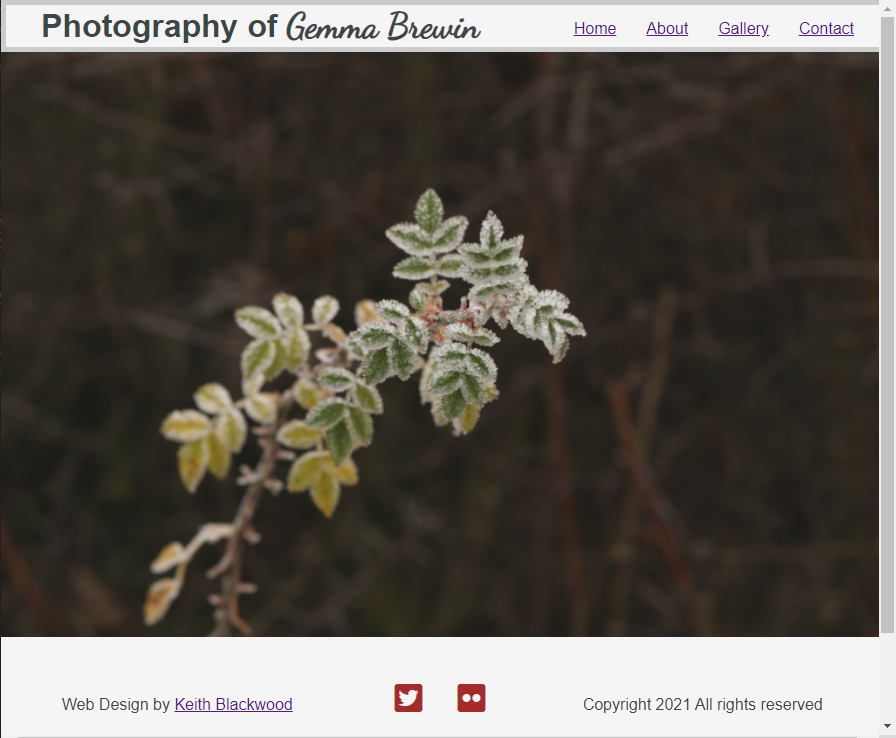 Photography of Gemma Brewin
Home About Gallery Contact
Web Design by Keith Blackwood
Copyright 2021 All rights reserved